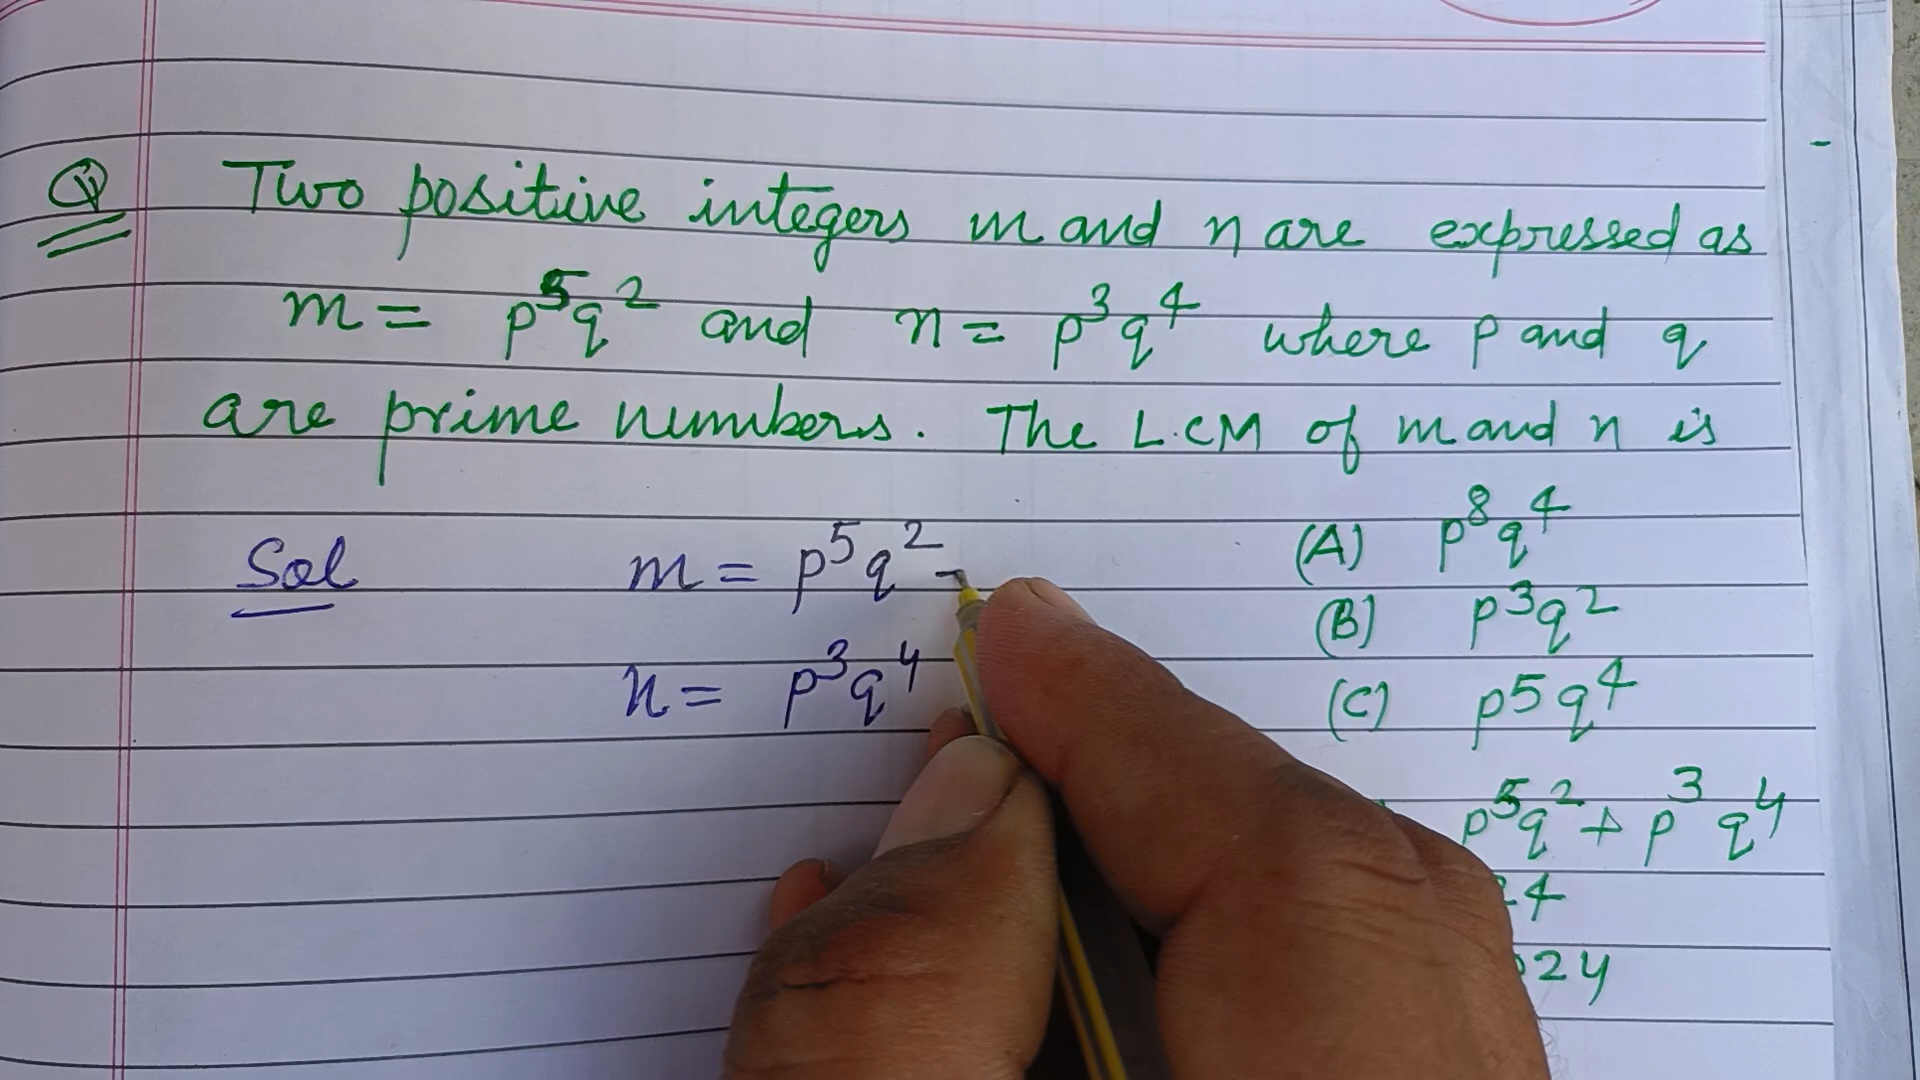 Q Two positive integers m and n are expressed as
m = p⁵q² and n = p³q⁴ where p and q
are prime numbers. The L.CM of m and n is
Sol m = p⁵q² (A) p⁸q⁴
(B) p³q²
n = p³q⁴ (C) p⁵q⁴
p⁵q² + p³q⁴
24